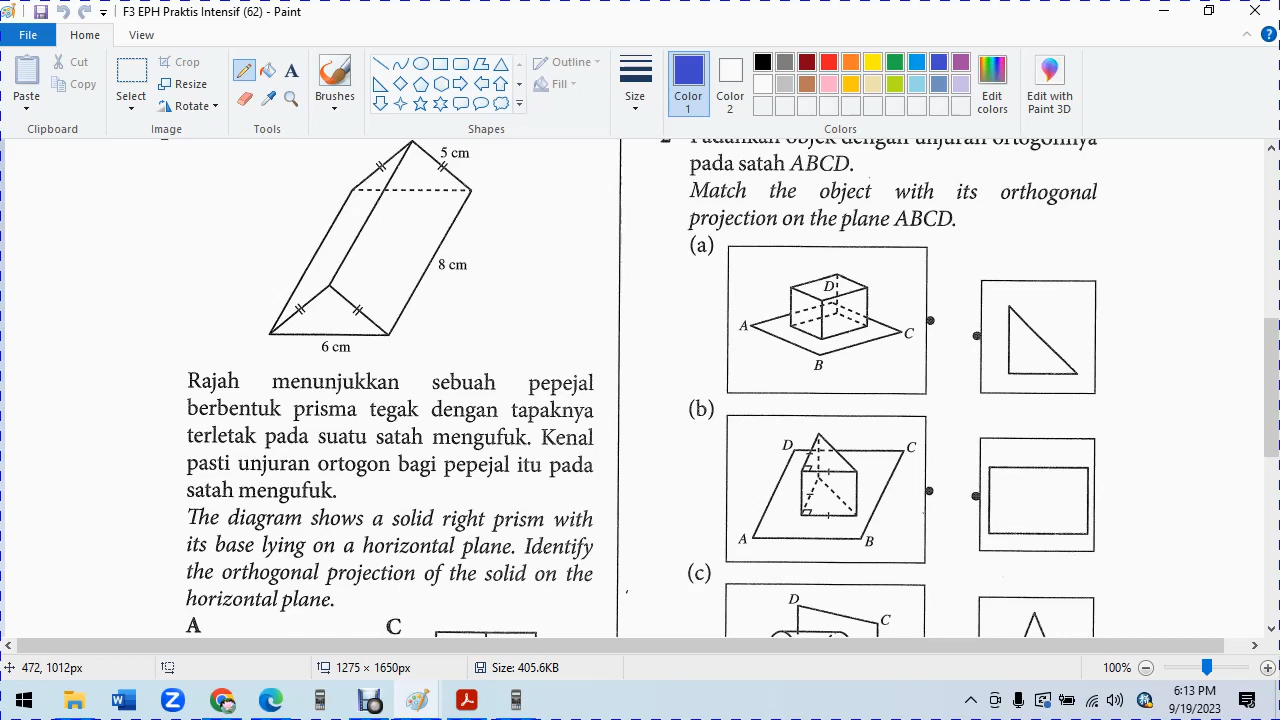 F3 EPH Praktis Intensif (62) - Paint
File
Home
View
Paste
Cut
Copy
Clipboard
Select
Crop
Resize
Rotate
Image
Tools
Brushes
Shapes
Outline
Fill
Size
Color
1
Color
2
Colors
Edit
colors
Edit with
Paint 3D
5 cm
8 cm
6 cm
Rajah menunjukkan sebuah pepejal
berbentuk prisma tegak dengan tapaknya
terletak pada suatu satah mengufuk. Kenal
pasti unjuran ortogon bagi pepejal itu pada
satah mengufuk.
The diagram shows a solid right prism with
its base lying on a horizontal plane. Identify
the orthogonal projection of the solid on the
horizontal plane.
A
C
2 Padankan objek dengan unjuran ortogonnya
pada satah ABCD.
Match the object with its orthogonal
projection on the plane ABCD.
(a)
D
A
C
B
(b)
D
C
A
B
(c)
D
C
472, 1012px
1275 × 1650px
Size: 405.6KB
100%
6:13 PM
9/19/2023